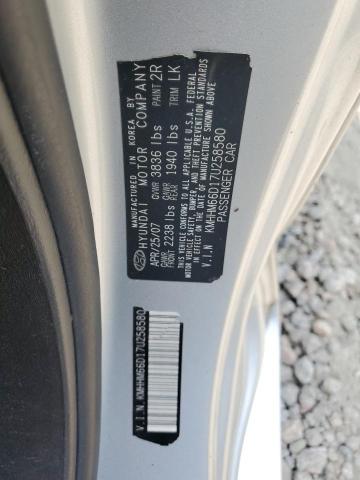 MANUFACTURED IN KOREA BY
HYUNDAI MOTOR COMPANY
APR/25/07 GVWR 3836 lbs PAINT 2R
GAWR FRONT 2238 lbs GAWR REAR 1940 lbs TRIM LK
THIS VEHICLE CONFORMS TO ALL APPLICABLE U.S.A. FEDERAL
MOTOR VEHICLE SAFETY, BUMPER, AND THEFT PREVENTION STANDARDS
IN EFFECT ON THE DATE OF MANUFACTURE SHOWN ABOVE
V.I.N KMHHM66D17U258580
PASSENGER CAR
V.I.N. KMHHM66D17U258580